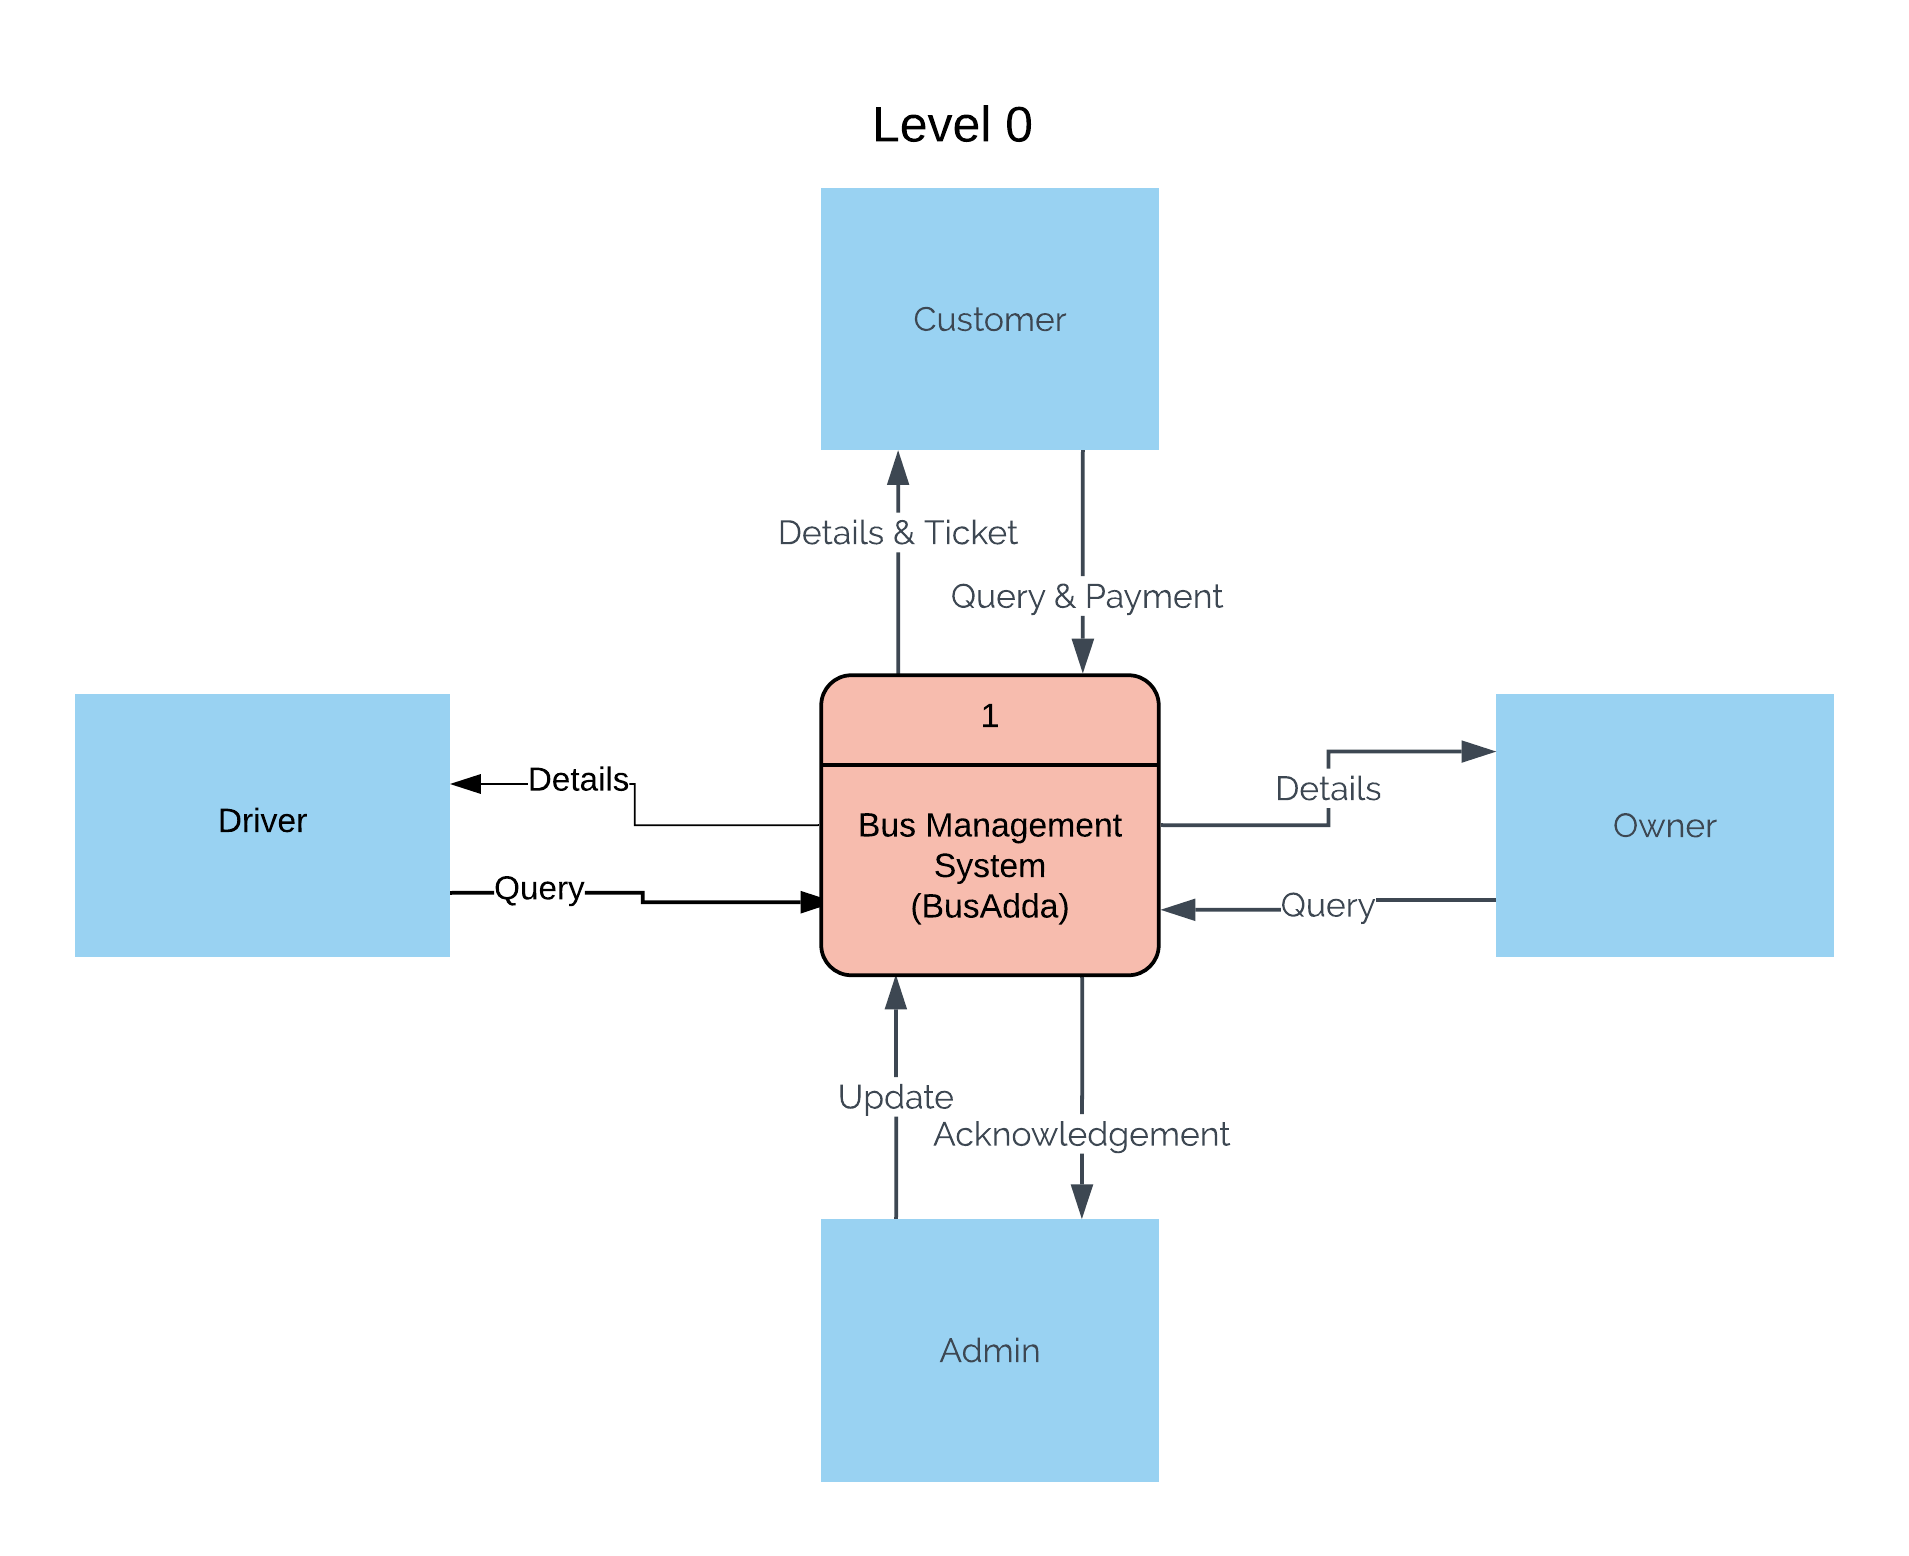 Level 0
Customer
Details & Ticket
Query & Payment
1
Details
Details
Driver
Bus Management
System
(BusAdda)
Owner
Query
Query
Update
Acknowledgement
Admin